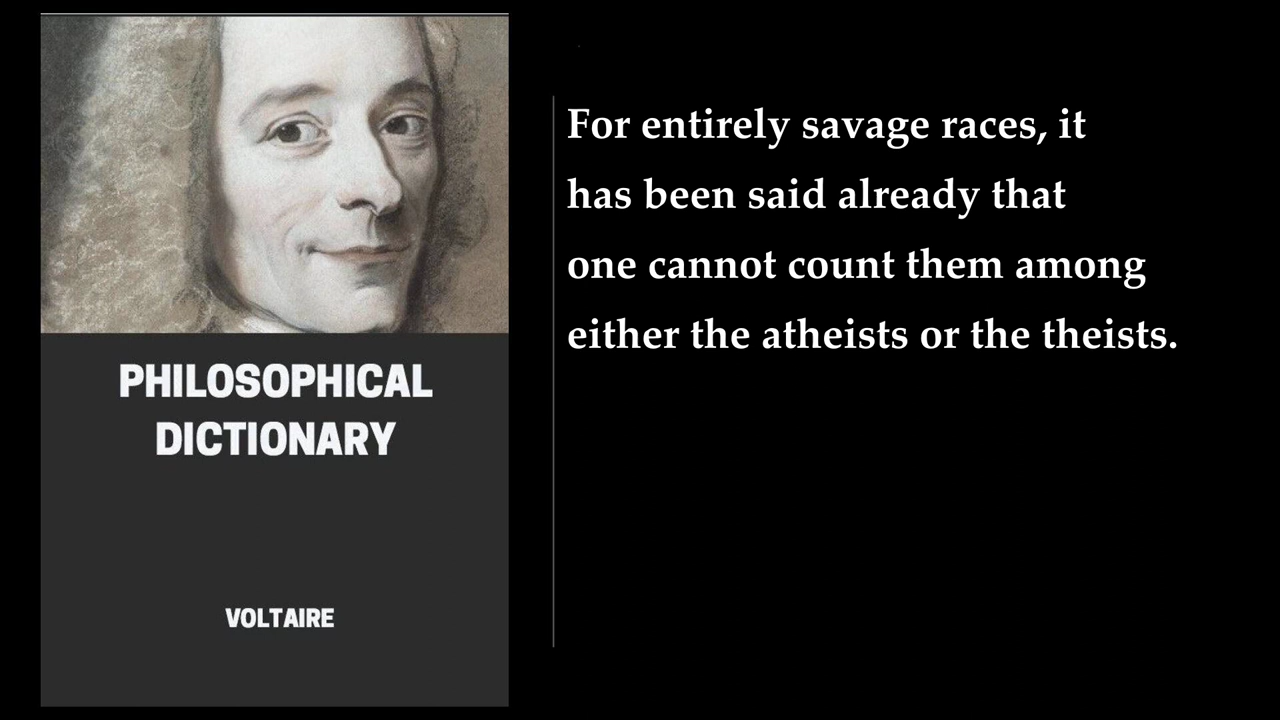 PHILOSOPHICAL
DICTIONARY
VOLTAIRE
For entirely savage races, it
has been said already that
one cannot count them among
either the atheists or the theists.